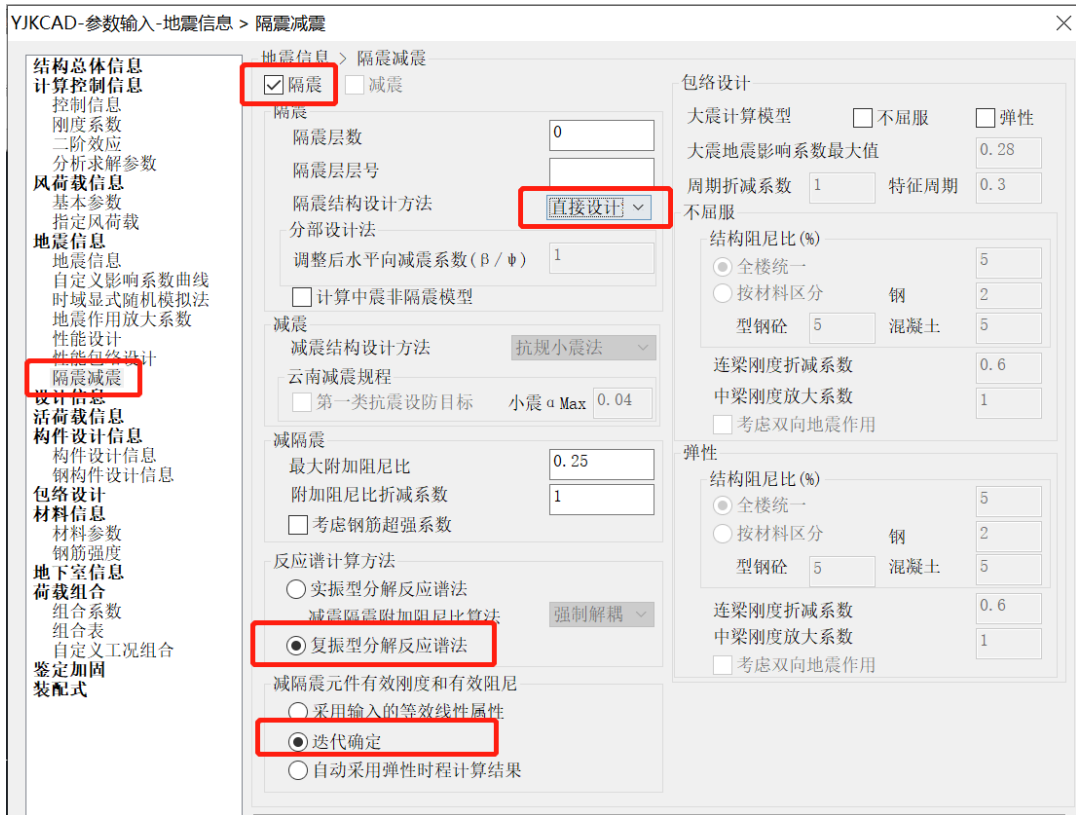 YJKCAD-参数输入-地震信息 > 隔震减震
结构总体信息
计算控制信息
控制信息
刚度系数
二阶效应
分析求解参数
风荷载信息
基本参数
指定风荷载
地震信息
地震信息
自定义影响系数曲线
时域显式随机模拟法
地震作用放大系数
性能设计
性能包络设计
隔震减震
设计信息
活荷载信息
构件设计信息
构件设计信息
钢构件设计信息
包络设计
材料信息
材料参数
钢筋强度
地下室信息
荷载组合
组合系数
组合表
自定义工况组合
鉴定加固
装配式
地震信息 > 隔震减震
隔震 减震
隔震
隔震层数 0
隔震层层号
隔震结构设计方法 直接设计
分部设计法
调整后水平向减震系数(β/ψ) 1
计算中震非隔震模型
减震
减震结构设计方法 抗规小震法
云南减震规程
第一类抗震设防目标 小震αMax 0.04
减隔震
最大附加阻尼比 0.25
附加阻尼比折减系数 1
考虑钢筋超强系数
反应谱计算方法
实振型分解反应谱法
减震隔震附加阻尼比算法 强制解耦
复振型分解反应谱法
减隔震元件有效刚度和有效阻尼
采用输入的等效线性属性
迭代确定
自动采用弹性时程计算结果
包络设计
大震计算模型 不屈服 弹性
大震地震影响系数最大值 0.28
周期折减系数 1 特征周期 0.3
不屈服
结构阻尼比(%)
全楼统一 5
按材料区分 钢 2
型钢砼 5 混凝土 5
连梁刚度折减系数 0.6
中梁刚度放大系数 1
考虑双向地震作用
弹性
结构阻尼比(%)
全楼统一 5
按材料区分 钢 2
型钢砼 5 混凝土 5
连梁刚度折减系数 0.6
中梁刚度放大系数 1
考虑双向地震作用